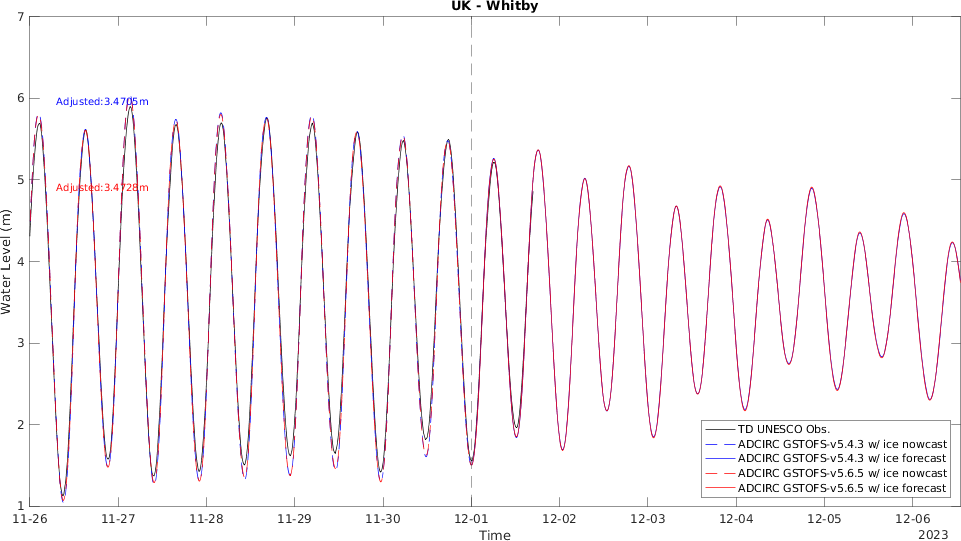 UK - Whitby
7
6
5
4
3
2
1
Water Level (m)
Adjusted:3.4705m
Adjusted:3.4728m
TD UNESCO Obs.
ADCIRC GSTOFS-v5.4.3 w/ ice nowcast
ADCIRC GSTOFS-v5.4.3 w/ ice forecast
ADCIRC GSTOFS-v5.6.5 w/ ice nowcast
ADCIRC GSTOFS-v5.6.5 w/ ice forecast
11-26 11-27 11-28 11-29 11-30 12-01 12-02 12-03 12-04 12-05 12-06
Time
2023